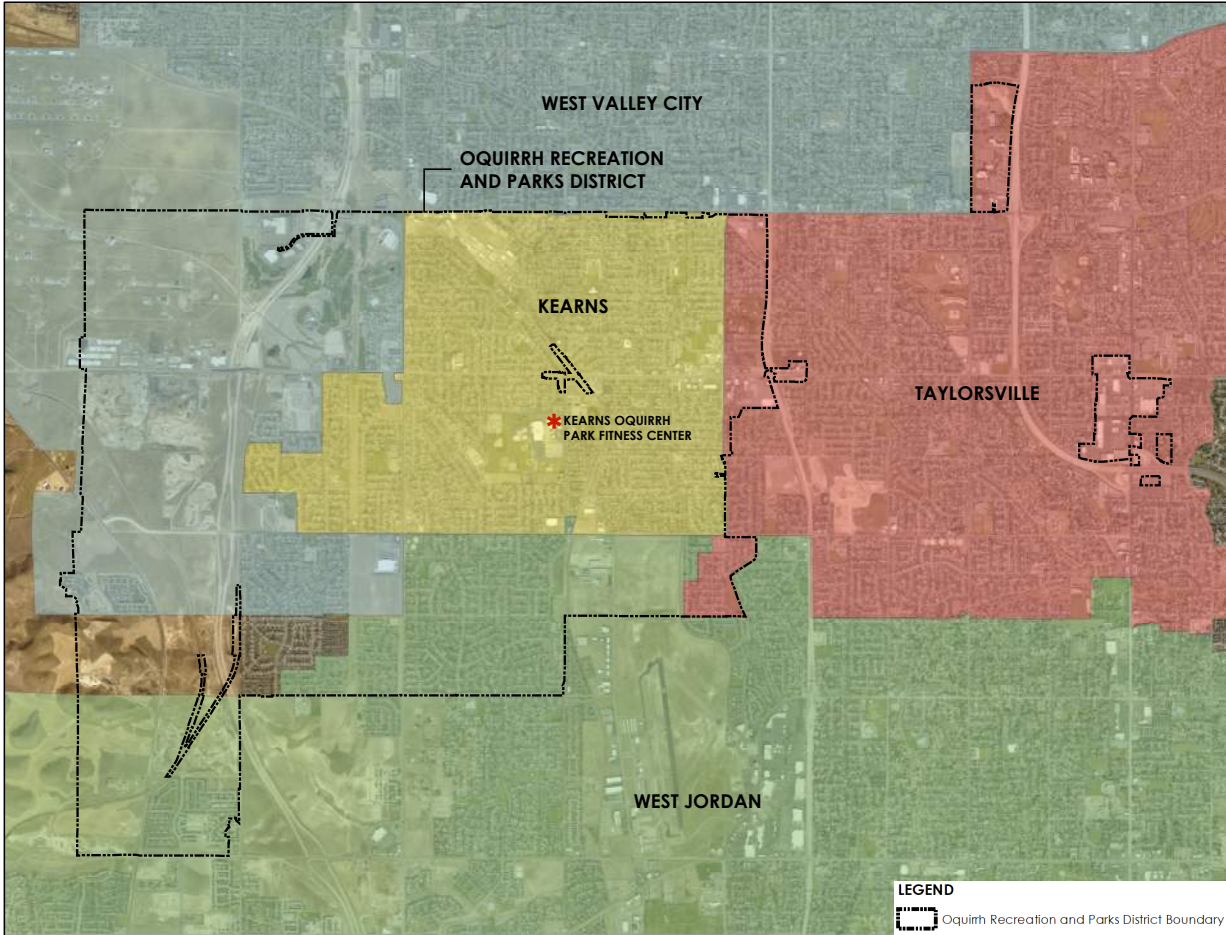 WEST VALLEY CITY
OQUIRRH RECREATION
AND PARKS DISTRICT
KEARNS
TAYLORSVILLE
KEARNS OQUIRRH
PARK FITNESS CENTER
WEST JORDAN
LEGEND
Oquirrh Recreation and Parks District Boundary